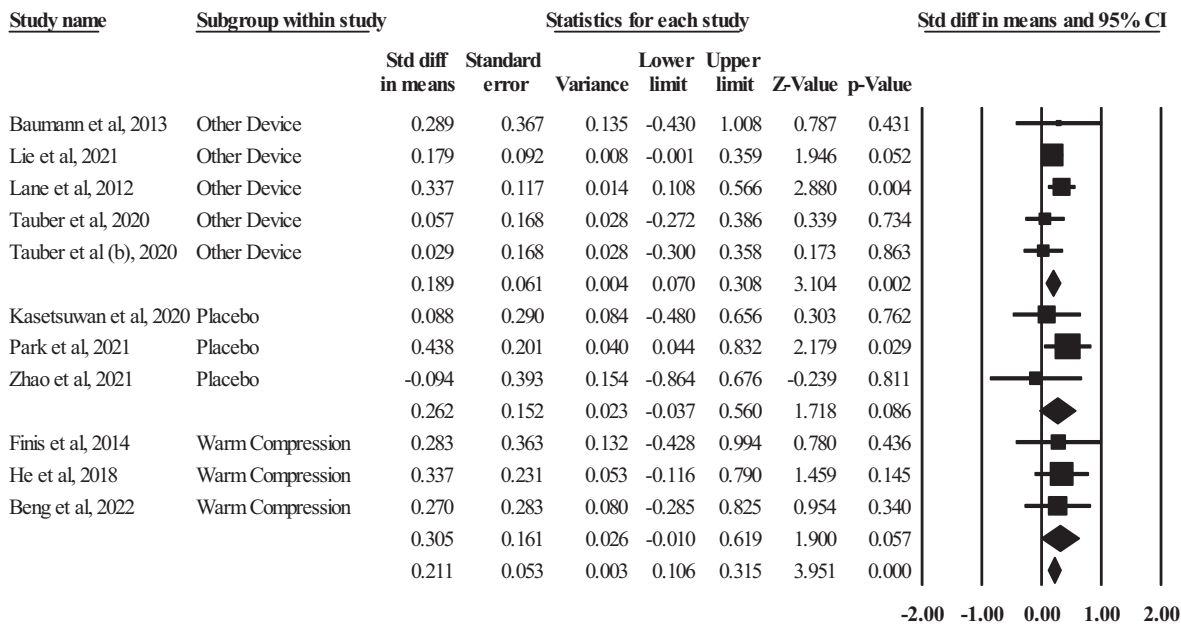 Study name Subgroup within study Statistics for each study Std diff in means and 95% CI
Std diff Standard Lower Upper
in means error Variance limit limit Z-Value p-Value
Baumann et al, 2013 Other Device 0.289 0.367 0.135 -0.430 1.008 0.787 0.431
Lie et al, 2021 Other Device 0.179 0.092 0.008 -0.001 0.359 1.946 0.052
Lane et al, 2012 Other Device 0.337 0.117 0.014 0.108 0.566 2.880 0.004
Tauber et al, 2020 Other Device 0.057 0.168 0.028 -0.272 0.386 0.339 0.734
Tauber et al (b), 2020 Other Device 0.029 0.168 0.028 -0.300 0.358 0.173 0.863
0.189 0.061 0.004 0.070 0.308 3.104 0.002
Kasetsuwan et al, 2020 Placebo 0.088 0.290 0.084 -0.480 0.656 0.303 0.762
Park et al, 2021 Placebo 0.438 0.201 0.040 0.044 0.832 2.179 0.029
Zhao et al, 2021 Placebo -0.094 0.393 0.154 -0.864 0.676 -0.239 0.811
0.262 0.152 0.023 -0.037 0.560 1.718 0.086
Finis et al, 2014 Warm Compression 0.283 0.363 0.132 -0.428 0.994 0.780 0.436
He et al, 2018 Warm Compression 0.337 0.231 0.053 -0.116 0.790 1.459 0.145
Beng et al, 2022 Warm Compression 0.270 0.283 0.080 -0.285 0.825 0.954 0.340
0.305 0.161 0.026 -0.010 0.619 1.900 0.057
0.211 0.053 0.003 0.106 0.315 3.951 0.000
-2.00 -1.00 0.00 1.00 2.00